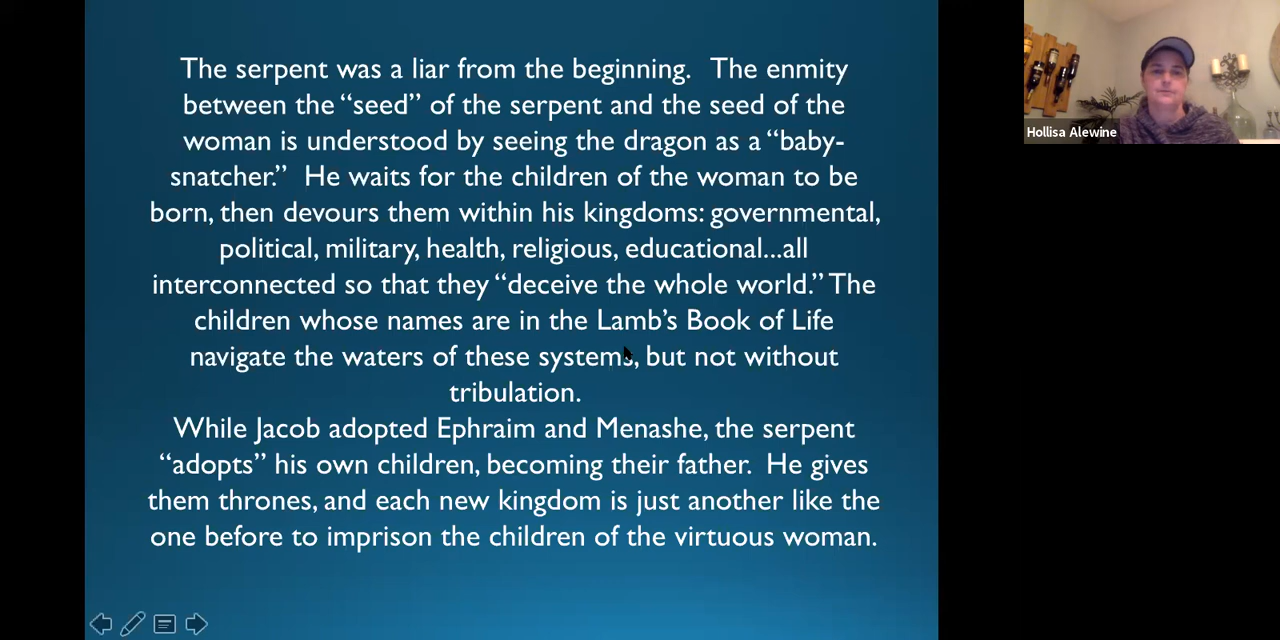 The serpent was a liar from the beginning.  The enmity
between the “seed” of the serpent and the seed of the
woman is understood by seeing the dragon as a “baby-
snatcher.”  He waits for the children of the woman to be
born, then devours them within his kingdoms: governmental,
political, military, health, religious, educational...all
interconnected so that they “deceive the whole world.” The
children whose names are in the Lamb’s Book of Life
navigate the waters of these systems, but not without
tribulation.
While Jacob adopted Ephraim and Menashe, the serpent
“adopts” his own children, becoming their father.  He gives
them thrones, and each new kingdom is just another like the
one before to imprison the children of the virtuous woman.
Hollisa Alewine